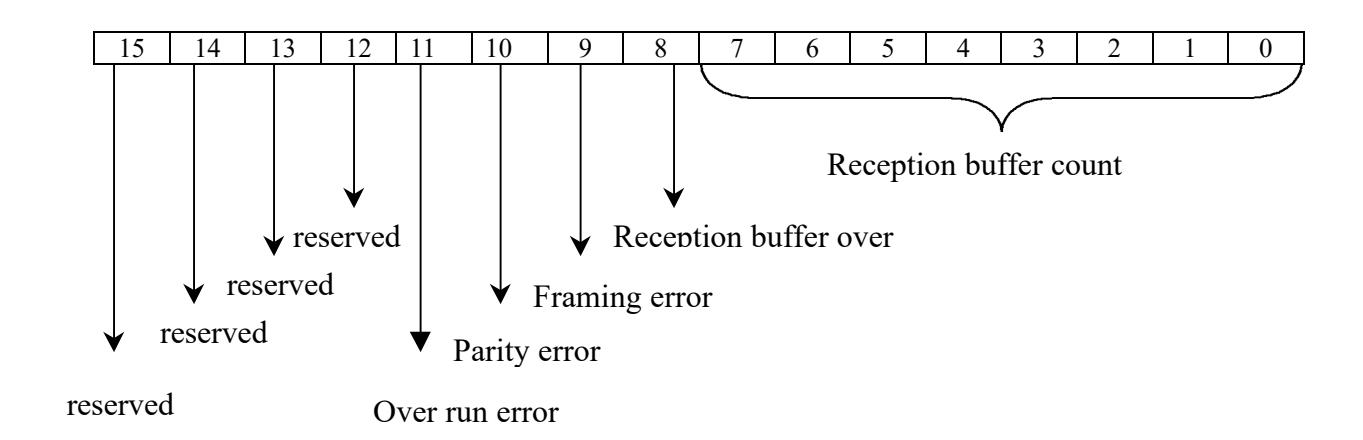 15 14 13 12 11 10 9 8 7 6 5 4 3 2 1 0
Reception buffer count
reserved
Reception buffer over
reserved
Framing error
reserved
Parity error
reserved
Over run error